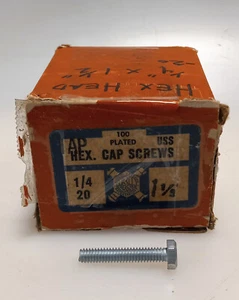 HEX HEAD
1/4" X 1 1/2"
-20
100
PLATED
USS
AP
HEX. CAP SCREWS
1/4
20
1 1/2